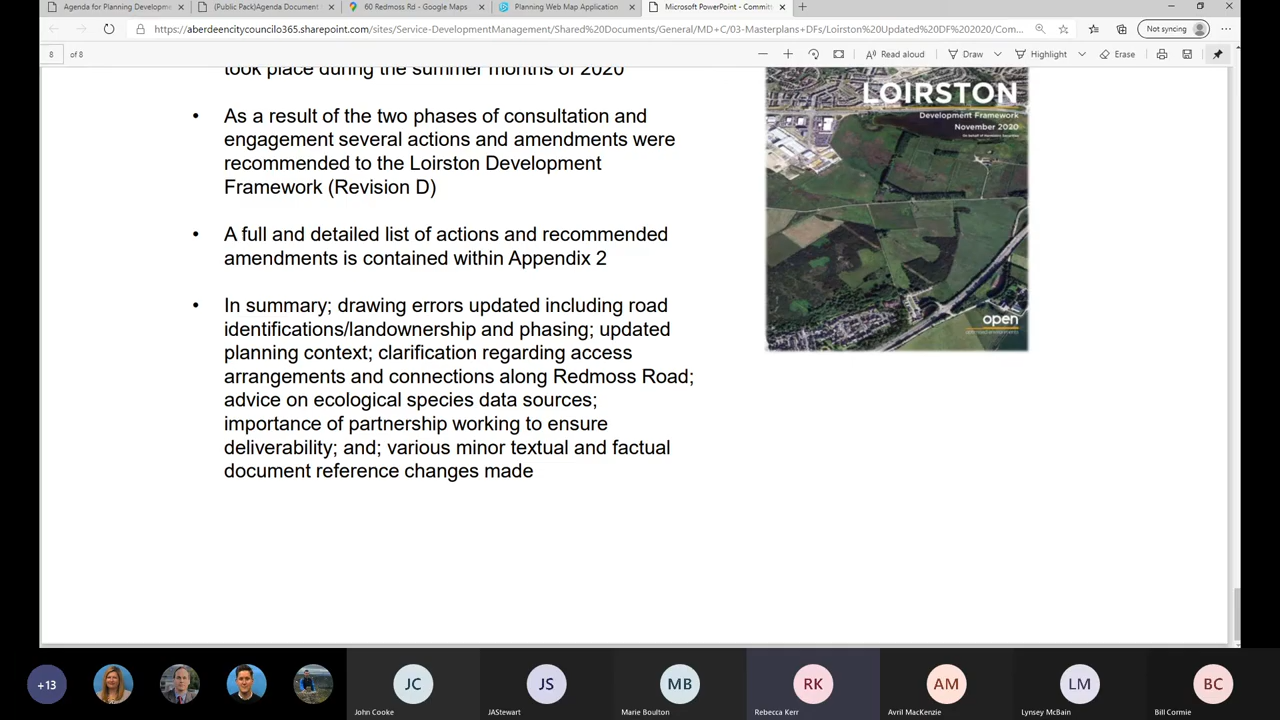 Agenda for Planning Developm
(Public Pack)Agenda Document
60 Redmoss Rd - Google Maps
Planning Web Map Application
Microsoft PowerPoint - Commit
https://aberdeencitycouncilo365.sharepoint.com/sites/Service-DevelopmentManagement/Shared%20Documents/General/MD+C/03-Masterplans+DFs/Loirston%20Updated%20DF%202020/Com...
Not syncing
8 of 8
Read aloud
Draw
Highlight
Erase
took place during the summer months of 2020
• As a result of the two phases of consultation and
engagement several actions and amendments were
recommended to the Loirston Development
Framework (Revision D)
• A full and detailed list of actions and recommended
amendments is contained within Appendix 2
• In summary; drawing errors updated including road
identifications/landownership and phasing; updated
planning context; clarification regarding access
arrangements and connections along Redmoss Road;
advice on ecological species data sources;
importance of partnership working to ensure
deliverability; and; various minor textual and factual
document reference changes made
LOIRSTON
Development Framework
November 2020
open
+13
JC
JS
MB
RK
AM
LM
BC
John Cooke
JAStewart
Marie Boulton
Rebecca Kerr
Avril MacKenzie
Lynsey McBain
Bill Cormie